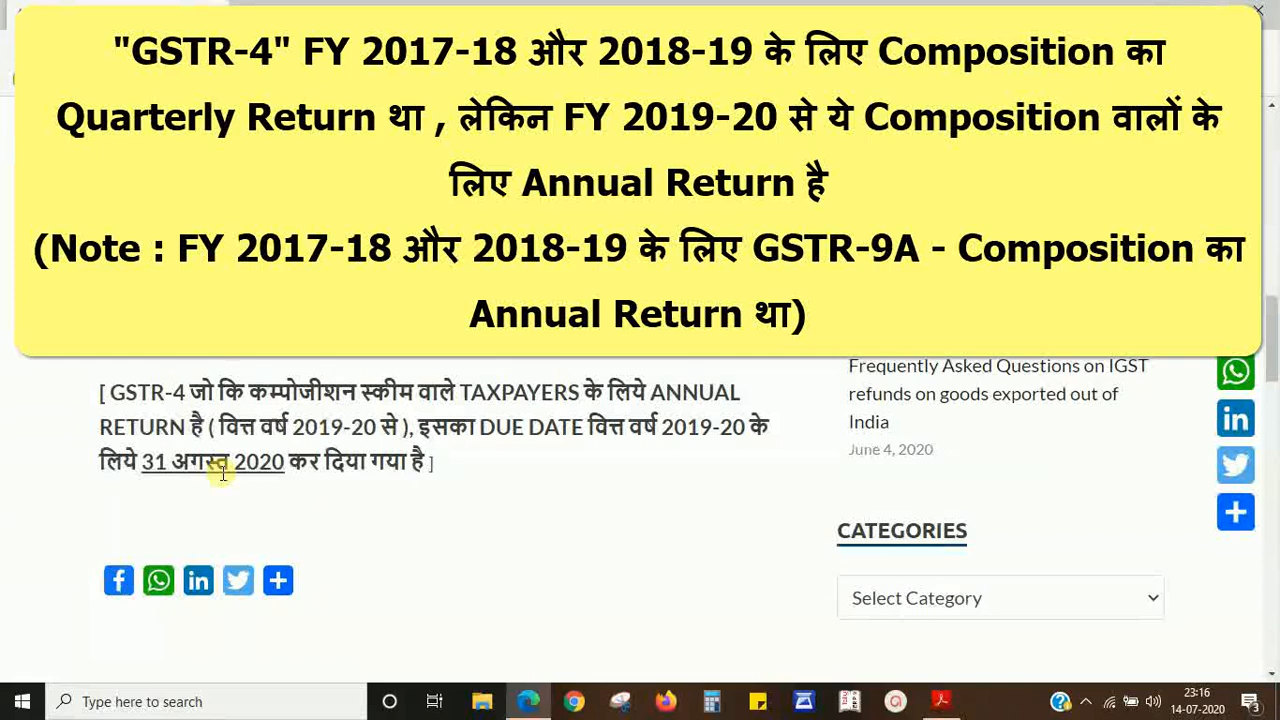 "GSTR-4" FY 2017-18 और 2018-19 के लिए Composition का
Quarterly Return था , लेकिन FY 2019-20 से ये Composition वालों के
लिए Annual Return है
(Note : FY 2017-18 और 2018-19 के लिए GSTR-9A - Composition का
Annual Return था)
[ GSTR-4 जो कि कम्पोजीशन स्कीम वाले TAXPAYERS के लिये ANNUAL
RETURN है ( वित्त वर्ष 2019-20 से ), इसका DUE DATE वित्त वर्ष 2019-20 के
लिये 31 अगस्त 2020 कर दिया गया है ]
Frequently Asked Questions on IGST
refunds on goods exported out of
India
June 4, 2020
CATEGORIES
Select Category
Type here to search
23:16
14-07-2020
3